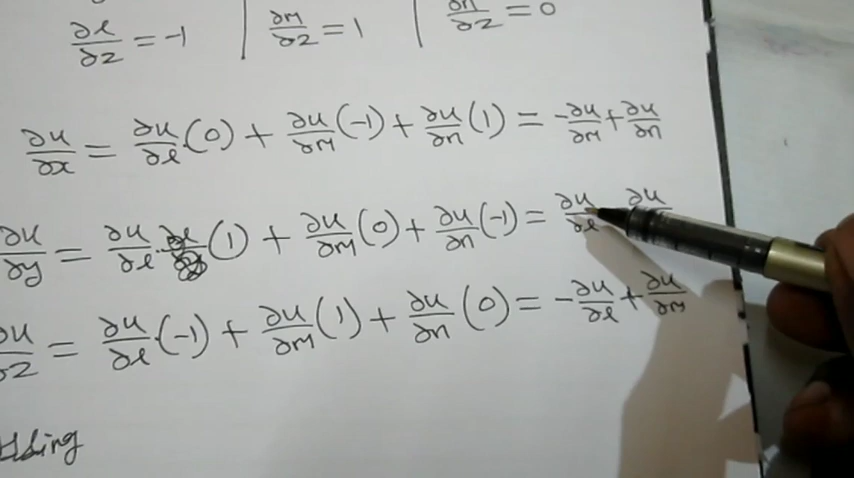 ∂l/∂z = -1 | ∂m/∂z = 1 | ∂n/∂z = 0
∂u/∂x = ∂u/∂l (0) + ∂u/∂m (-1) + ∂u/∂n (1) = -∂u/∂m + ∂u/∂n
∂u/∂y = ∂u/∂l (1) + ∂u/∂m (0) + ∂u/∂n (-1) = ∂u/∂l ∂u
∂u/∂z = ∂u/∂l (-1) + ∂u/∂m (1) + ∂u/∂n (0) = -∂u/∂l + ∂u/∂m